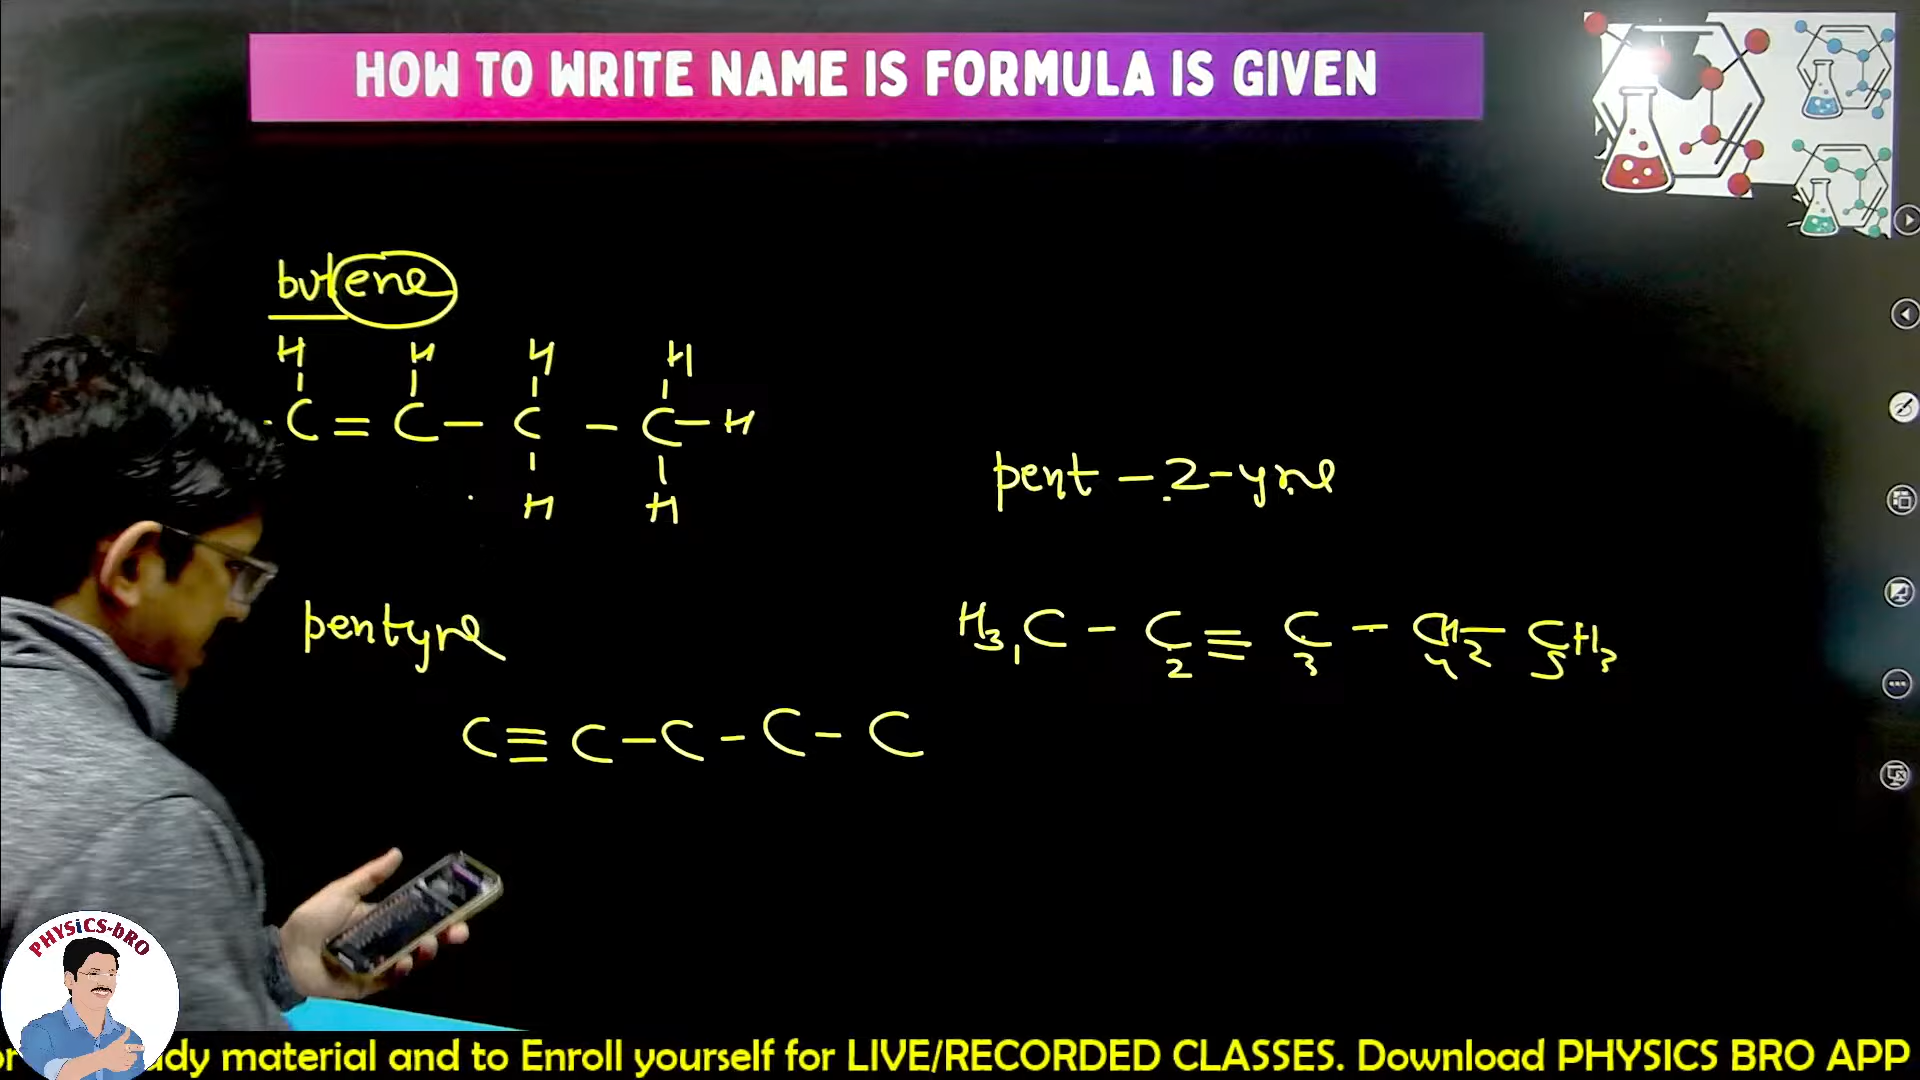 HOW TO WRITE NAME IS FORMULA IS GIVEN
butene
H H H H
C = C – C – C – H
H H
pent – 2 – yne
pentyne
H₃C – C ≡ C – CH₂ – CH₃
1 2 3 4 5
C ≡ C – C – C – C
PHYSiCS-bRO
dy material and to Enroll yourself for LIVE/RECORDED CLASSES. Download PHYSICS BRO APP